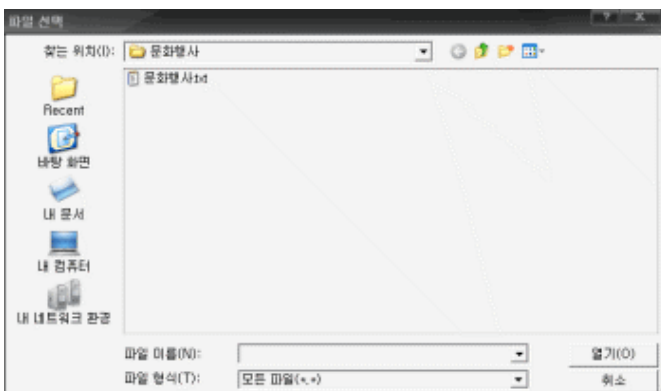 파일 선택
찾는 위치(I):
문화행사
문화행사.txt
Recent
바탕 화면
내 문서
내 컴퓨터
내 네트워크 환경
파일 이름(N):
열기(O)
파일 형식(T):
모든 파일(*.*)
취소